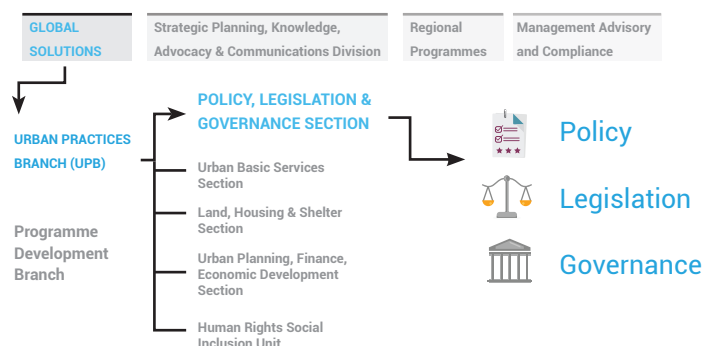 GLOBAL
SOLUTIONS
Strategic Planning, Knowledge,
Advocacy & Communications Division
Regional
Programmes
Management Advisory
and Compliance
URBAN PRACTICES
BRANCH (UPB)
Programme
Development
Branch
POLICY, LEGISLATION &
GOVERNANCE SECTION
Urban Basic Services
Section
Land, Housing & Shelter
Section
Urban Planning, Finance,
Economic Development
Section
Human Rights Social
Inclusion Unit
Policy
Legislation
Governance